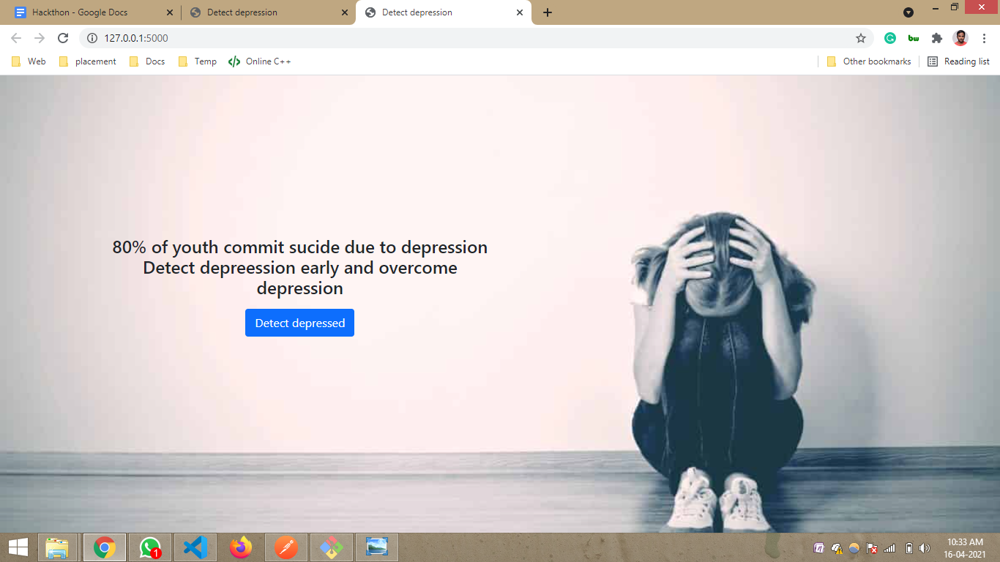 Hackthon - Google Docs
Detect depression
Detect depression
127.0.0.1:5000
bw
Web
placement
Docs
Temp
Online C++
Other bookmarks
Reading list
80% of youth commit sucide due to depression
Detect depreession early and overcome
depression
Detect depressed
1
10:33 AM
16-04-2021